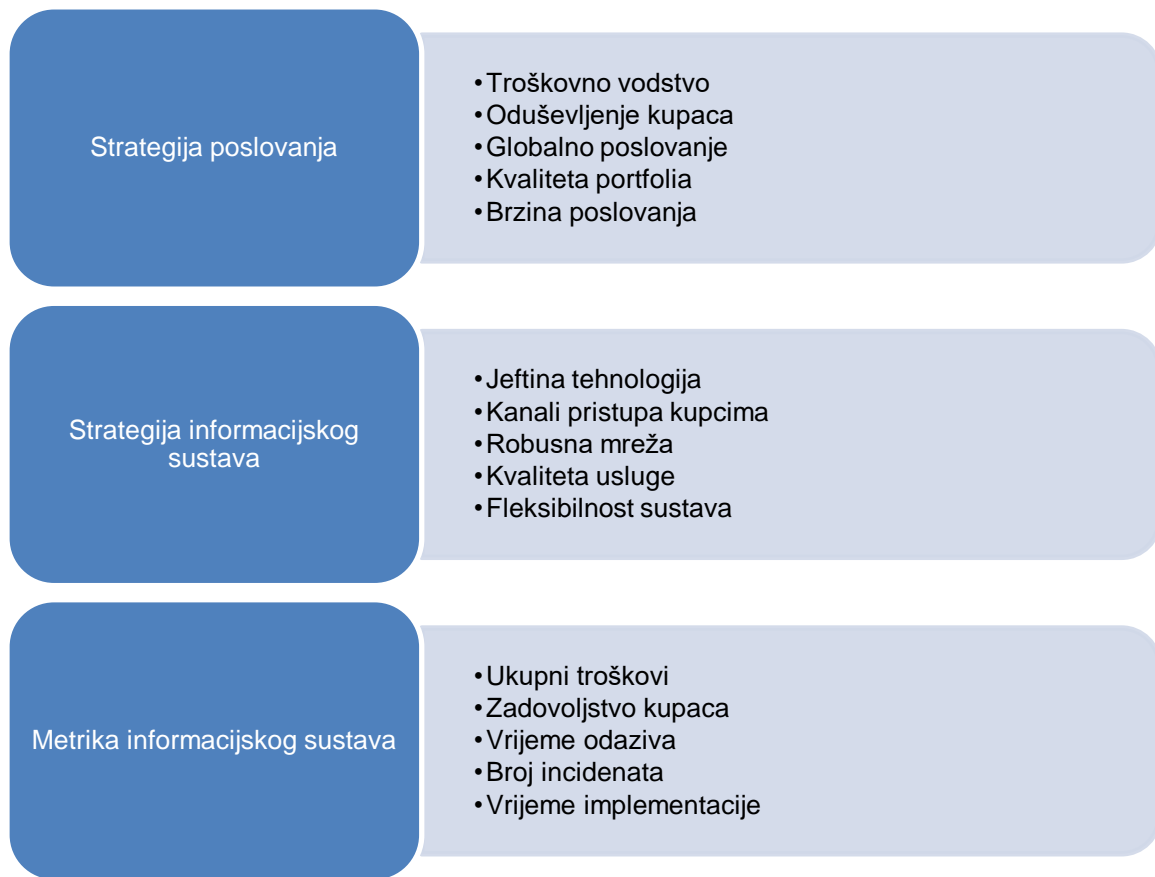 Strategija poslovanja
•Troškovno vodstvo
•Oduševljenje kupaca
•Globalno poslovanje
•Kvaliteta portfolia
•Brzina poslovanja
Strategija informacijskog
sustava
•Jeftina tehnologija
•Kanali pristupa kupcima
•Robusna mreža
•Kvaliteta usluge
•Fleksibilnost sustava
Metrika informacijskog sustava
•Ukupni troškovi
•Zadovoljstvo kupaca
•Vrijeme odaziva
•Broj incidenata
•Vrijeme implementacije